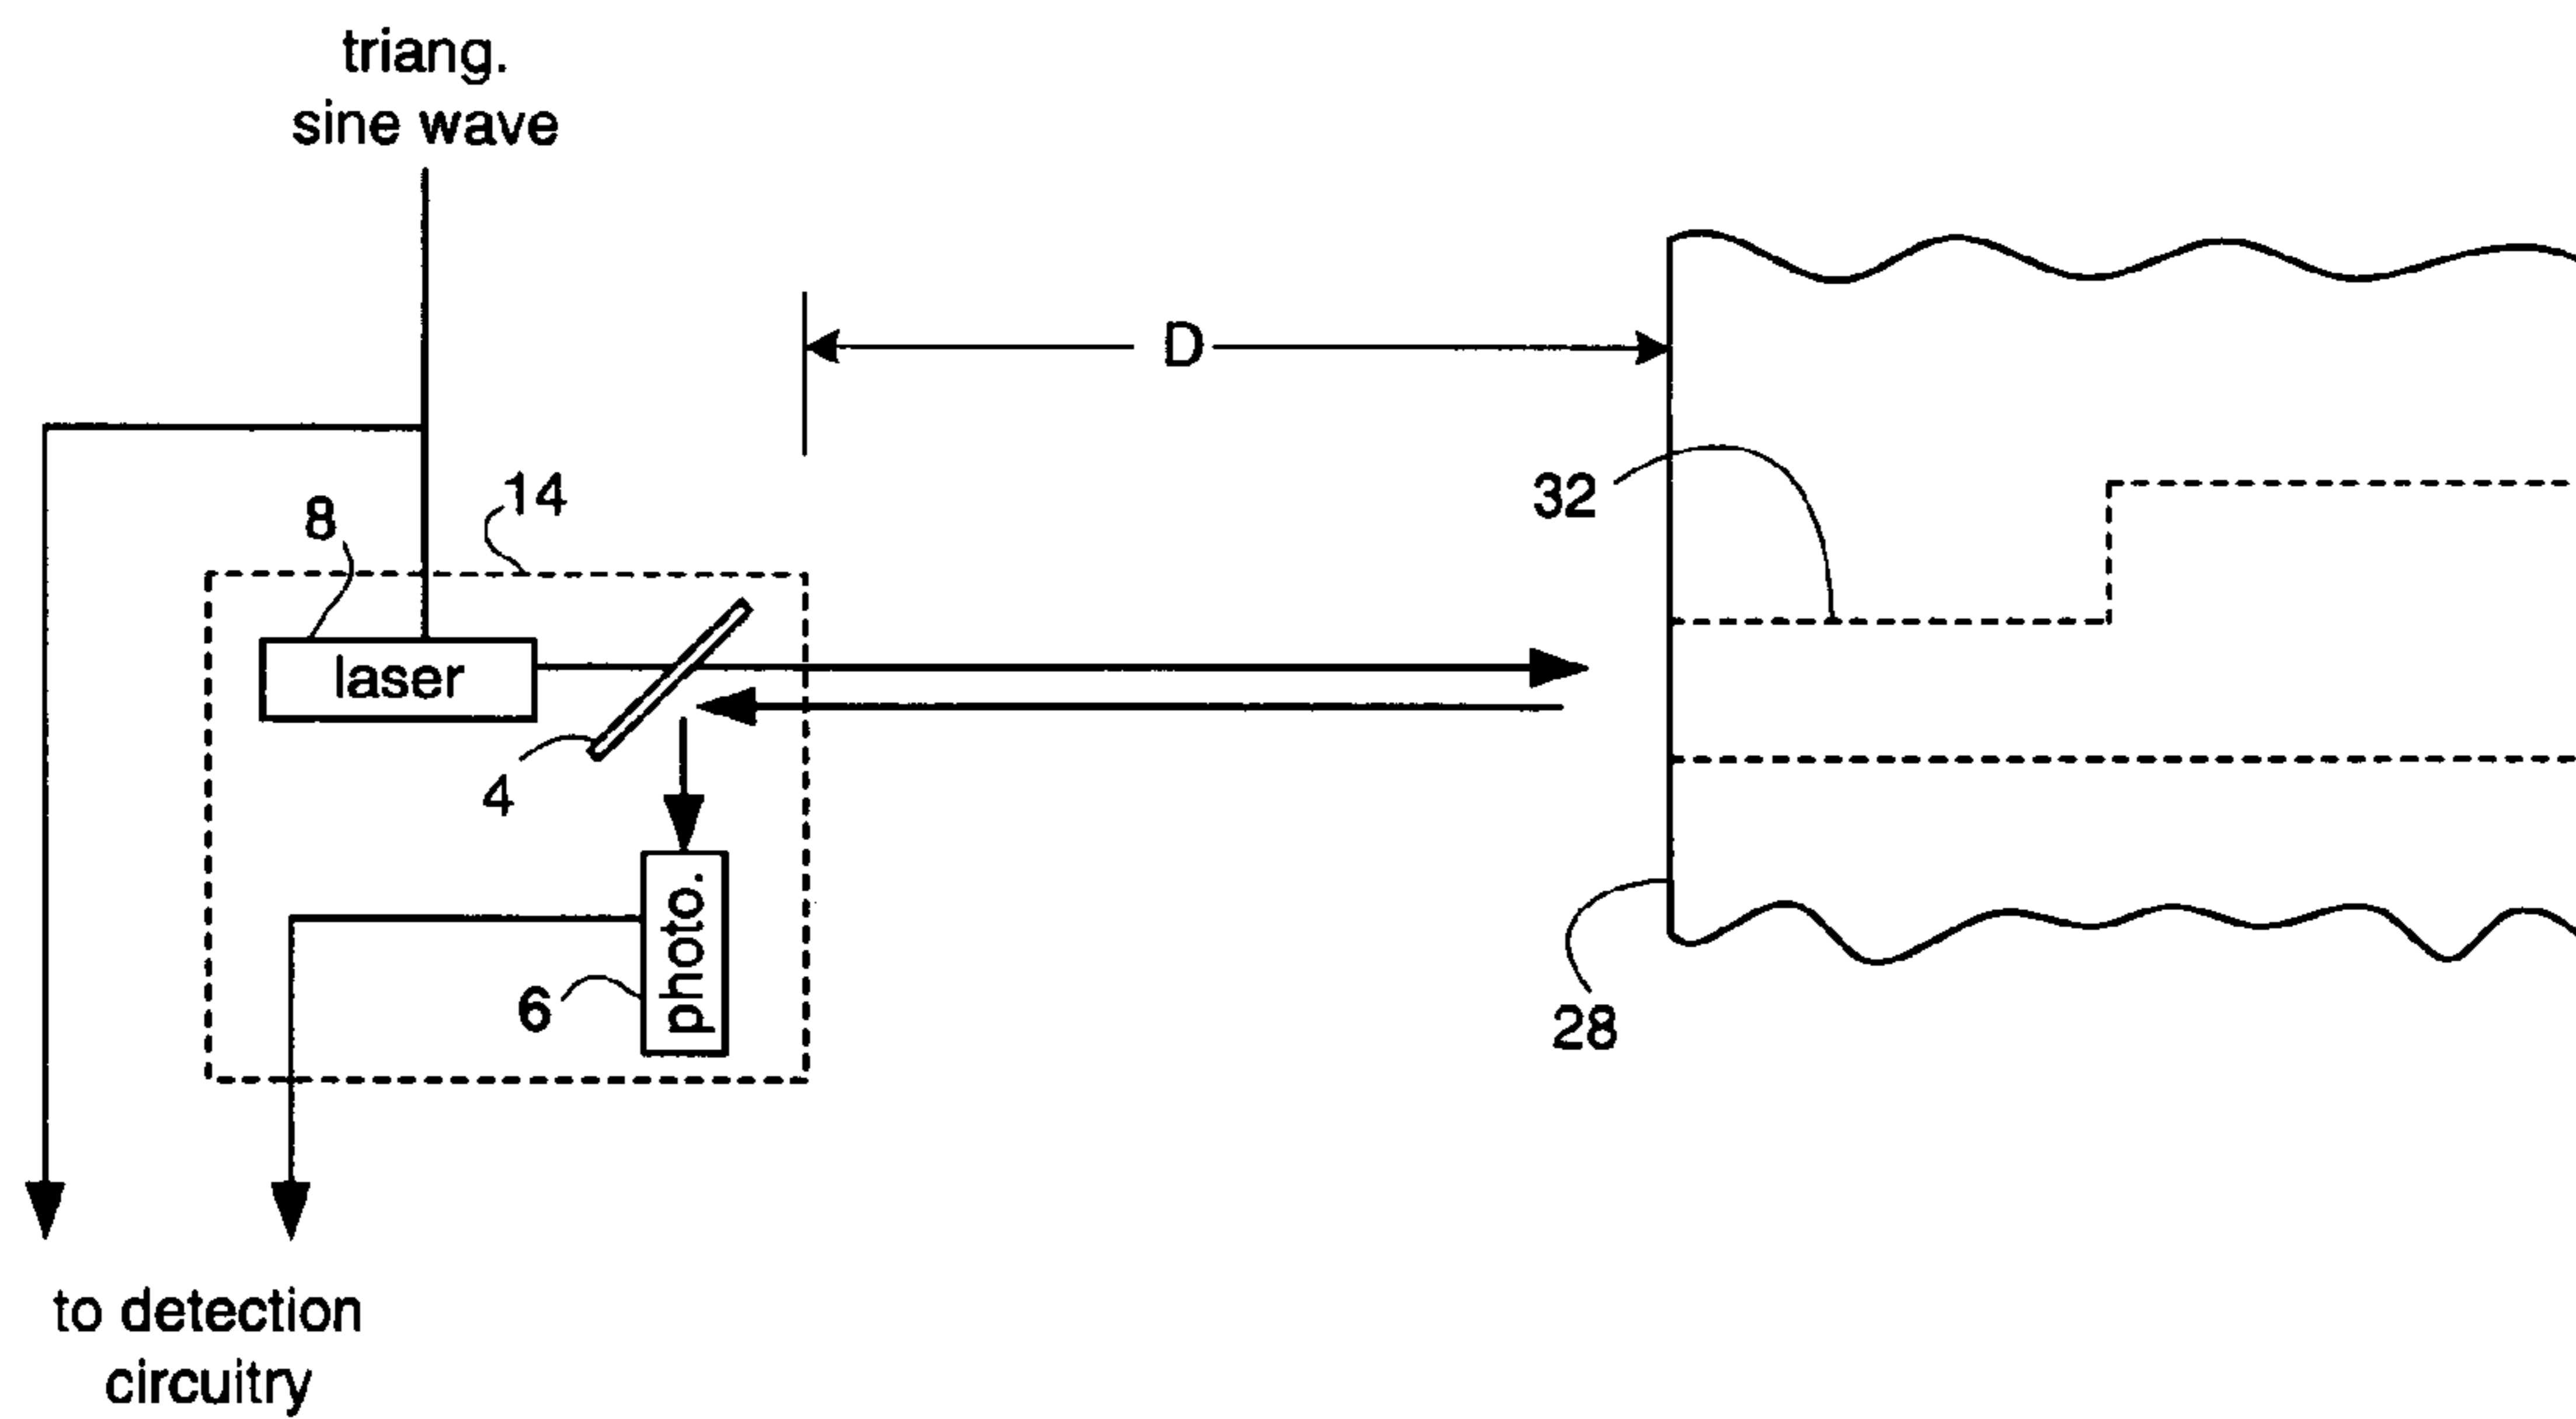 triang.
sine wave
D
14
8
32
laser
4
photo.
6
28
to detection
circuitry